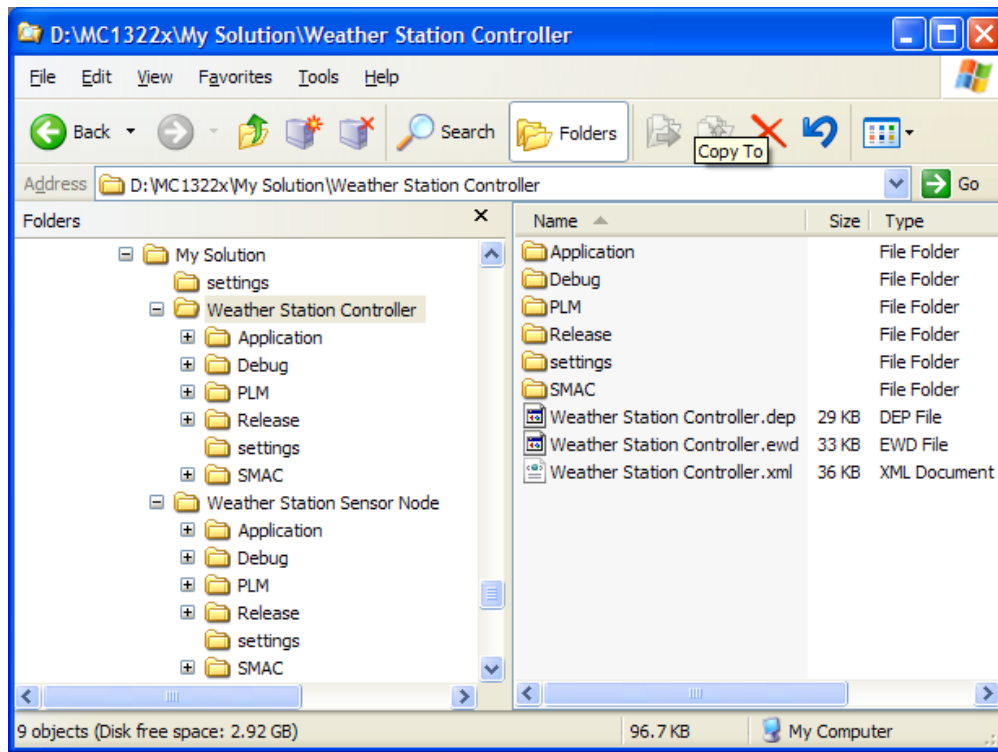 D:\MC1322x\My Solution\Weather Station Controller
File Edit View Favorites Tools Help
Back Search Folders
Copy To
Address D:\MC1322x\My Solution\Weather Station Controller Go
Folders
Name Size Type
My Solution
settings
Weather Station Controller
Application
Debug
PLM
Release
settings
SMAC
Weather Station Sensor Node
Application
Debug
PLM
Release
settings
SMAC
Application File Folder
Debug File Folder
PLM File Folder
Release File Folder
settings File Folder
SMAC File Folder
Weather Station Controller.dep 29 KB DEP File
Weather Station Controller.ewd 33 KB EWD File
Weather Station Controller.xml 36 KB XML Document
9 objects (Disk free space: 2.92 GB) 96.7 KB My Computer